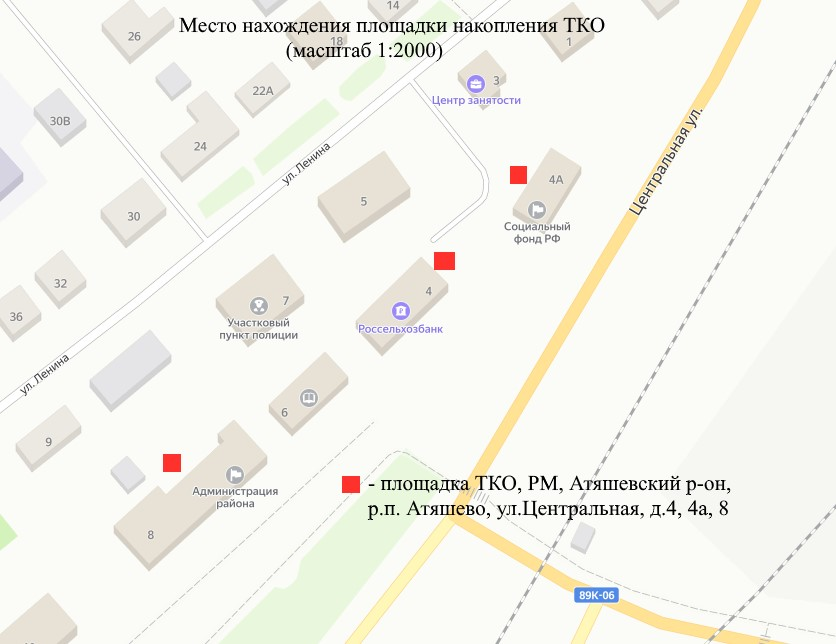 14
Место нахождения площадки накопления ТКО
26
18
1
(масштаб 1:2000)
3
22А
Центр занятости
30В
24
ул. Ленина
Центральная ул.
4А
5
30
Социальный
фонд РФ
32
4
7
36
Участковый
пункт полиции
Россельхозбанк
ул. Ленина
6
9
Администрация
района
- площадка ТКО, РМ, Атяшевский р-он,
р.п. Атяшево, ул.Центральная, д.4, 4а, 8
8
89К-06